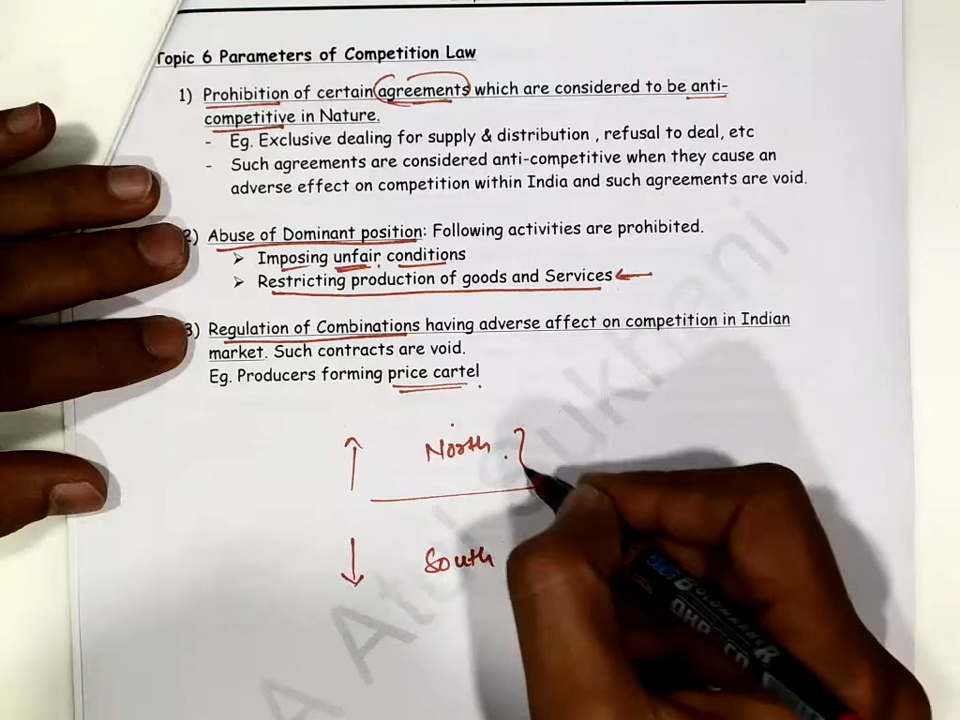 Topic 6 Parameters of Competition Law
1) Prohibition of certain agreements which are considered to be anti-
competitive in Nature.
- Eg. Exclusive dealing for supply & distribution , refusal to deal, etc
- Such agreements are considered anti-competitive when they cause an
adverse effect on competition within India and such agreements are void.
2) Abuse of Dominant position: Following activities are prohibited.
➢ Imposing unfair conditions
➢ Restricting production of goods and Services
3) Regulation of Combinations having adverse affect on competition in Indian
market. Such contracts are void.
Eg. Producers forming price cartel
North
South